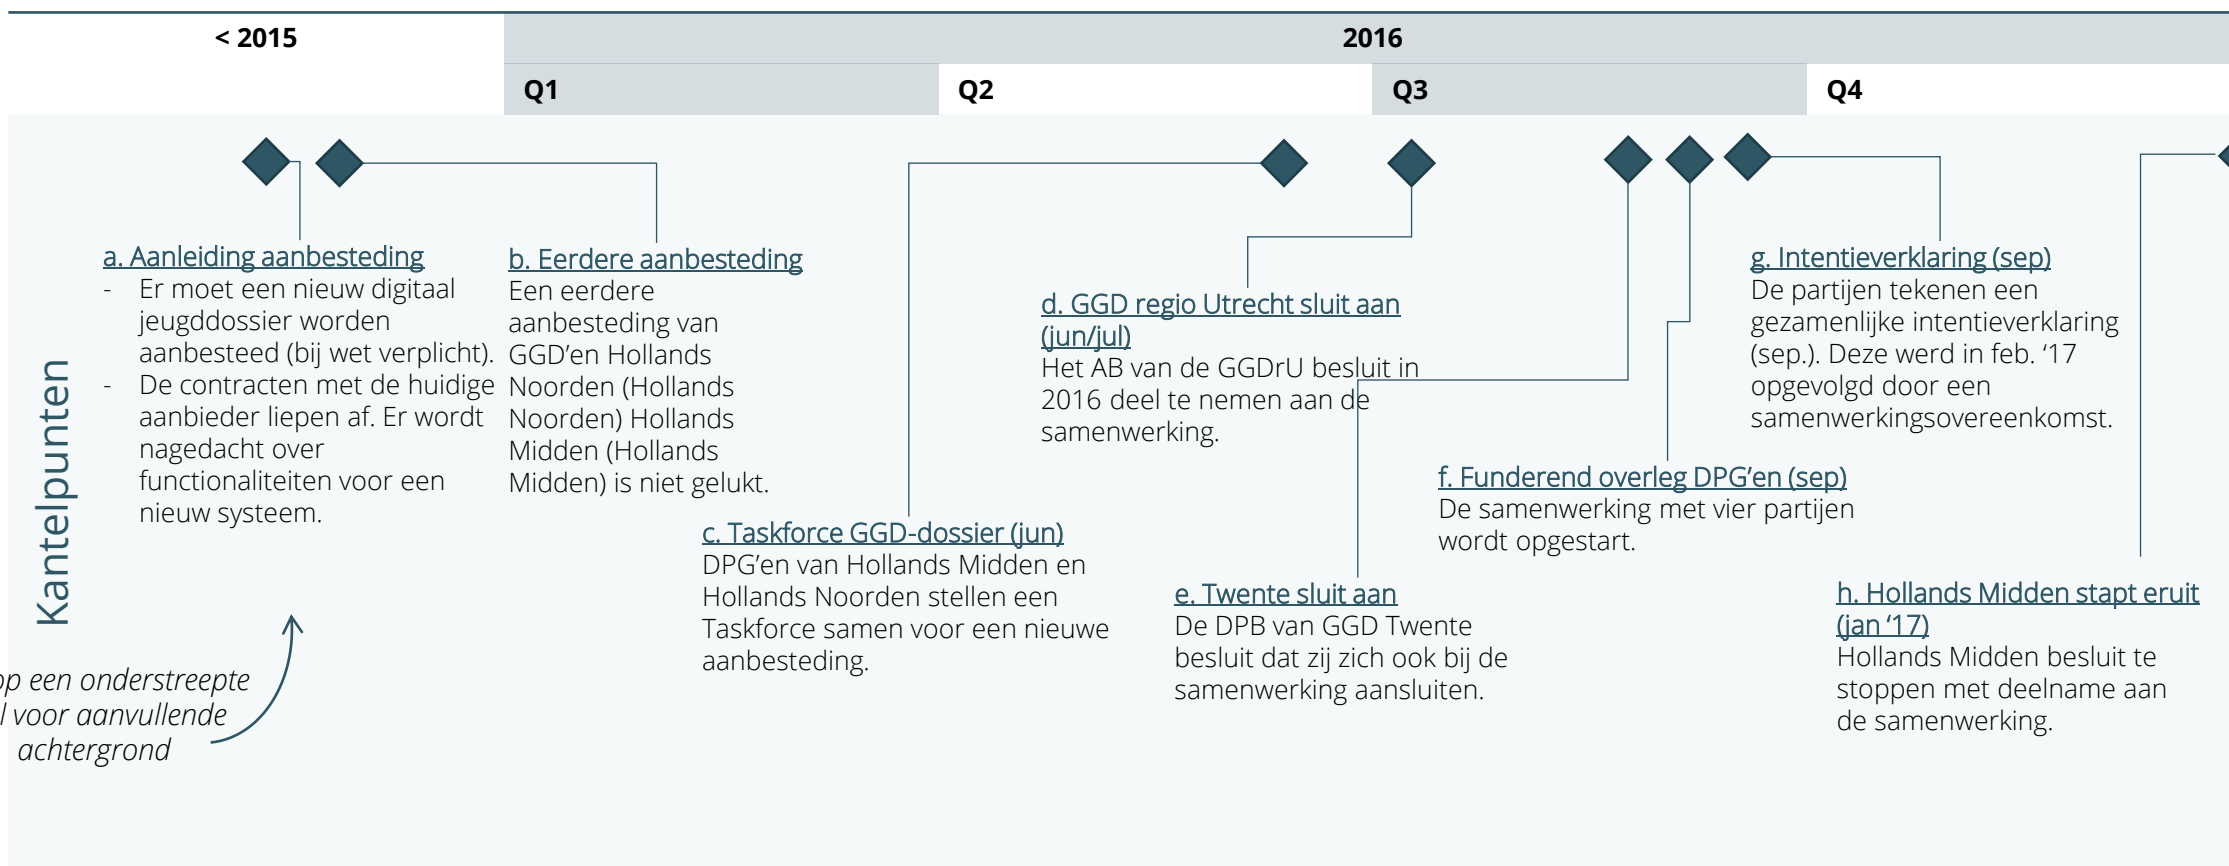 < 2015
2016
Q1
Q2
Q3
Q4
Kantelpunten
a. Aanleiding aanbesteding
- Er moet een nieuw digitaal
jeugddossier worden
aanbesteed (bij wet verplicht).
- De contracten met de huidige
aanbieder liepen af. Er wordt
nagedacht over
functionaliteiten voor een
nieuw systeem.
b. Eerdere aanbesteding
Een eerdere
aanbesteding van
GGD’en Hollands
Noorden (Hollands
Noorden) Hollands
Midden (Hollands
Midden) is niet gelukt.
c. Taskforce GGD-dossier (jun)
DPG’en van Hollands Midden en
Hollands Noorden stellen een
Taskforce samen voor een nieuwe
aanbesteding.
d. GGD regio Utrecht sluit aan
(jun/jul)
Het AB van de GGDrU besluit in
2016 deel te nemen aan de
samenwerking.
e. Twente sluit aan
De DPB van GGD Twente
besluit dat zij zich ook bij de
samenwerking aansluiten.
f. Funderend overleg DPG’en (sep)
De samenwerking met vier partijen
wordt opgestart.
g. Intentieverklaring (sep)
De partijen tekenen een
gezamenlijke intentieverklaring
(sep.). Deze werd in feb. ‘17
opgevolgd door een
samenwerkingsovereenkomst.
h. Hollands Midden stapt eruit
(jan ‘17)
Hollands Midden besluit te
stoppen met deelname aan
de samenwerking.
op een onderstreepte
l voor aanvullende
achtergrond